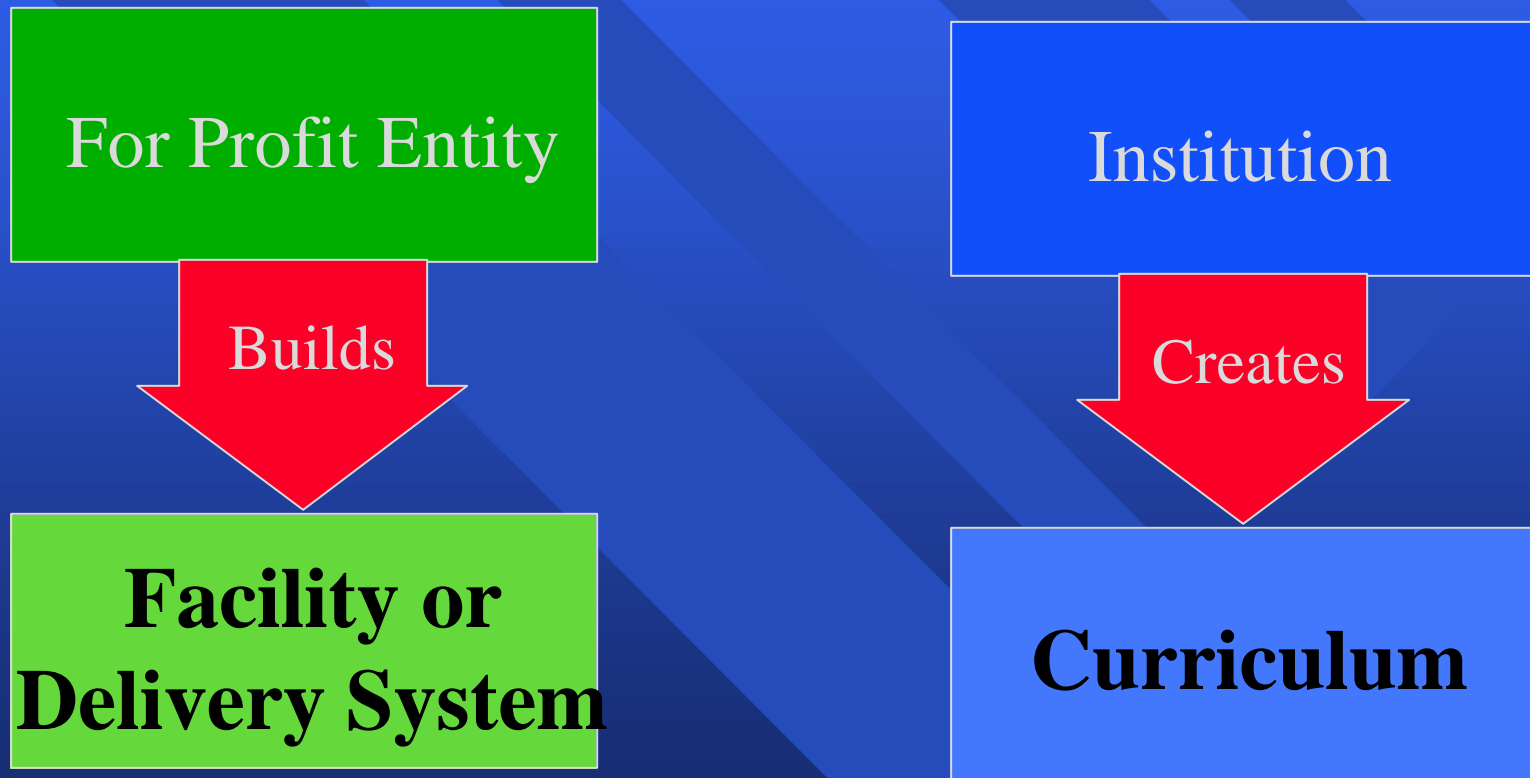 For Profit Entity
Builds
Facility or
Delivery System
Institution
Creates
Curriculum